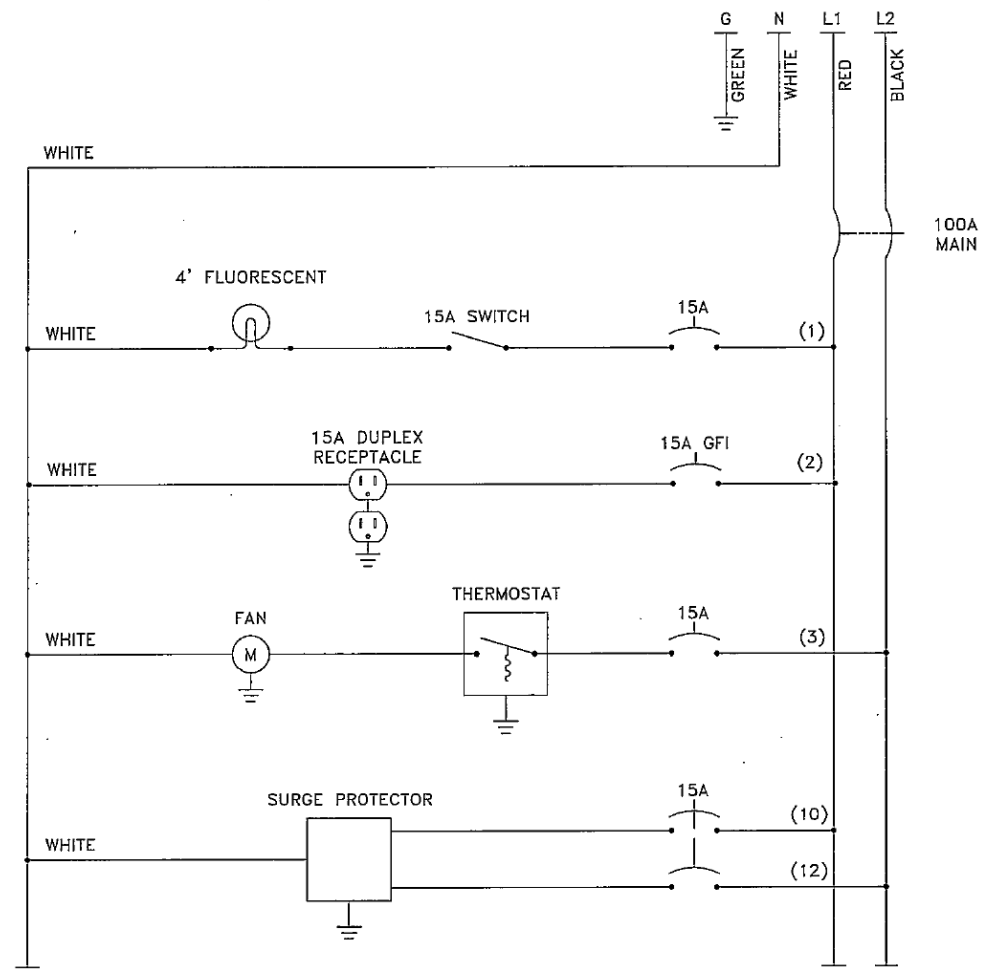 G N L1 L2
GREEN
WHITE
RED
BLACK
WHITE
100A
MAIN
4' FLUORESCENT
WHITE
15A SWITCH
15A
(1)
15A DUPLEX
RECEPTACLE
WHITE
15A GFI
(2)
THERMOSTAT
FAN
WHITE
M
15A
(3)
SURGE PROTECTOR
15A
(10)
WHITE
(12)